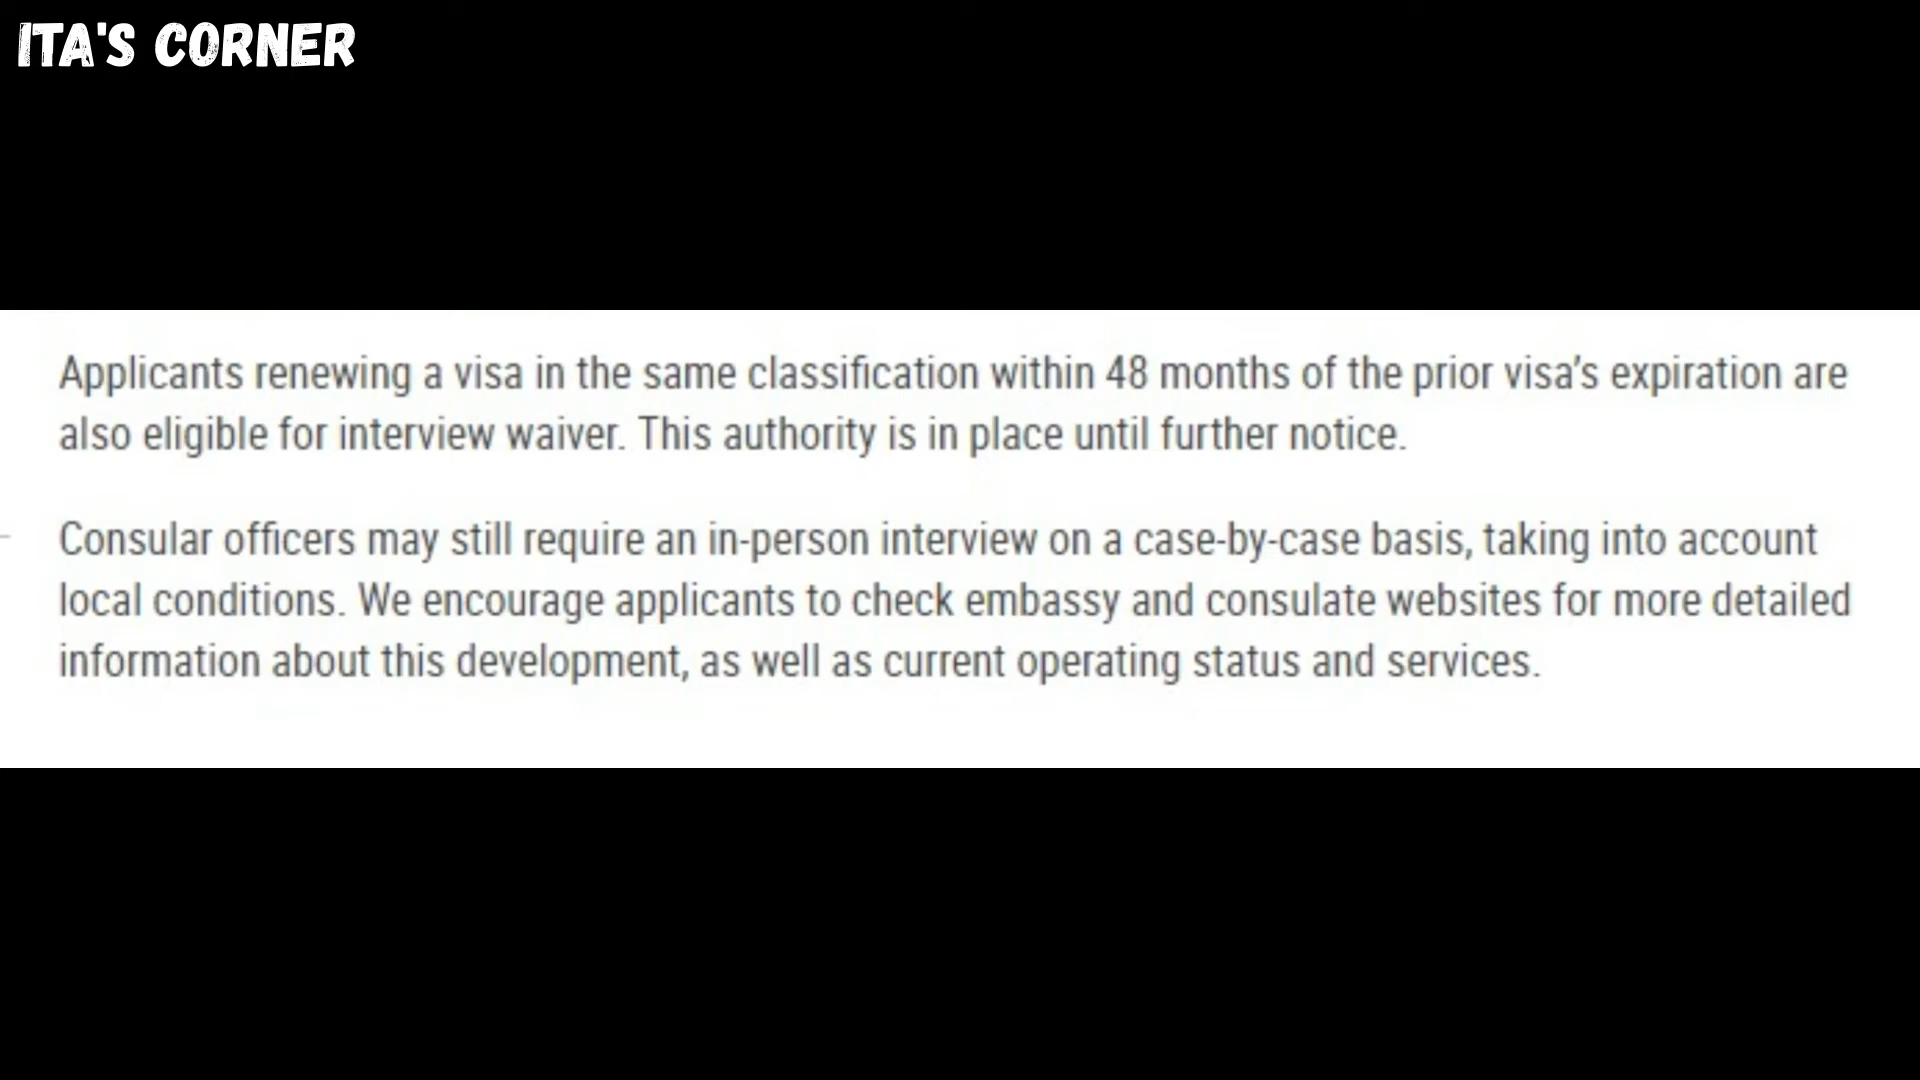 ITA'S CORNER
Applicants renewing a visa in the same classification within 48 months of the prior visa's expiration are
also eligible for interview waiver. This authority is in place until further notice.
Consular officers may still require an in-person interview on a case-by-case basis, taking into account
local conditions. We encourage applicants to check embassy and consulate websites for more detailed
information about this development, as well as current operating status and services.